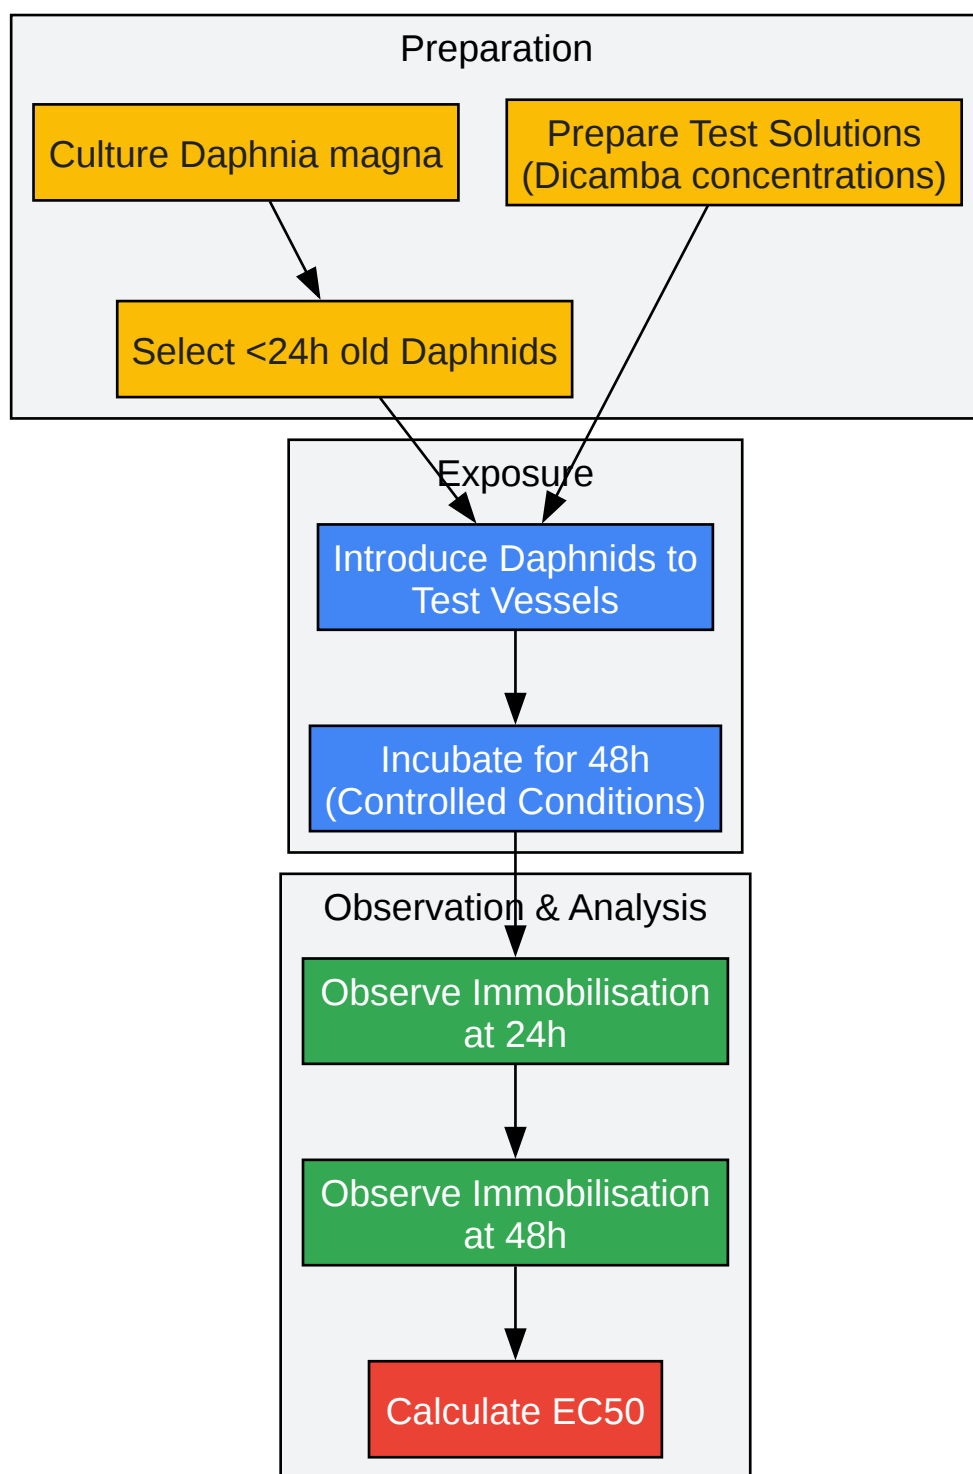 Preparation
Culture Daphnia magna
Prepare Test Solutions
(Dicamba concentrations)
Select <24h old Daphnids
Exposure
Introduce Daphnids to
Test Vessels
Incubate for 48h
(Controlled Conditions)
Observation & Analysis
Observe Immobilisation
at 24h
Observe Immobilisation
at 48h
Calculate EC50